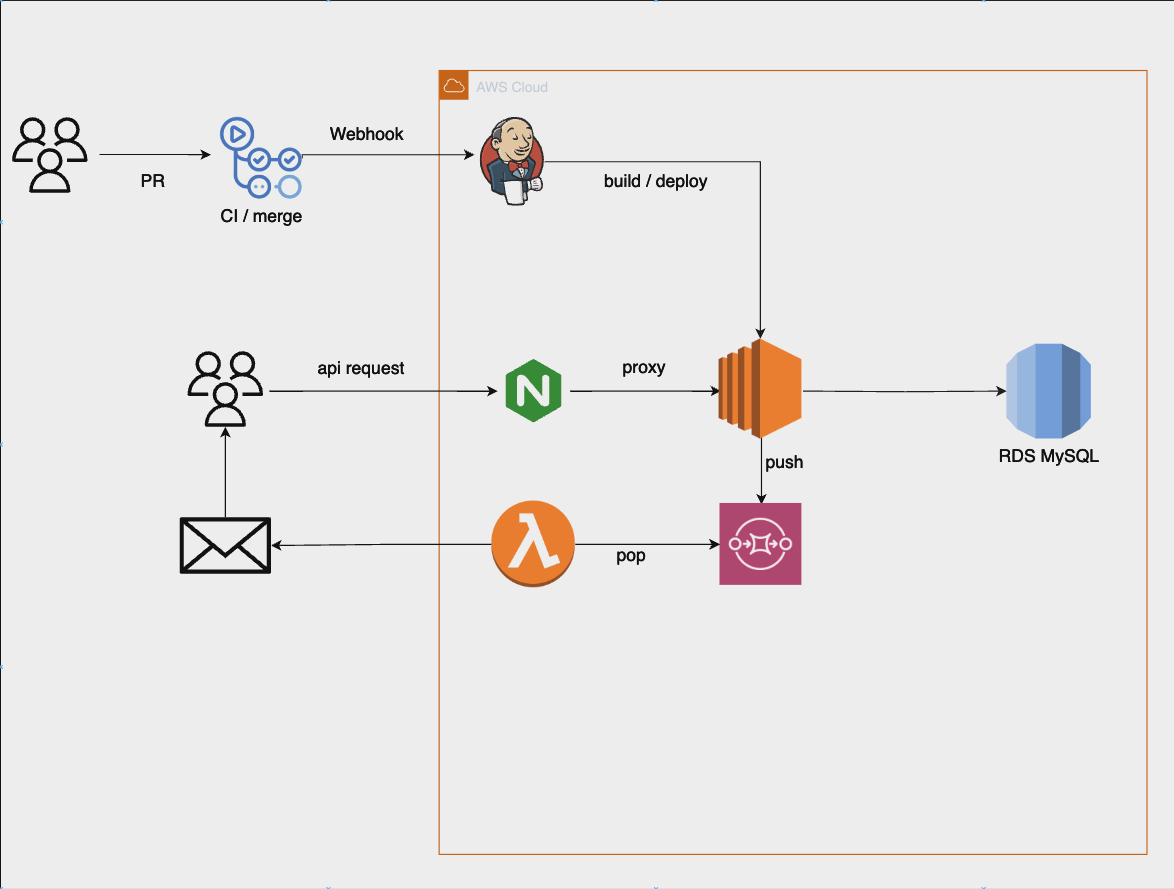 AWS Cloud
Webhook
PR
build / deploy
CI / merge
api request
N
proxy
RDS MySQL
push
λ
pop